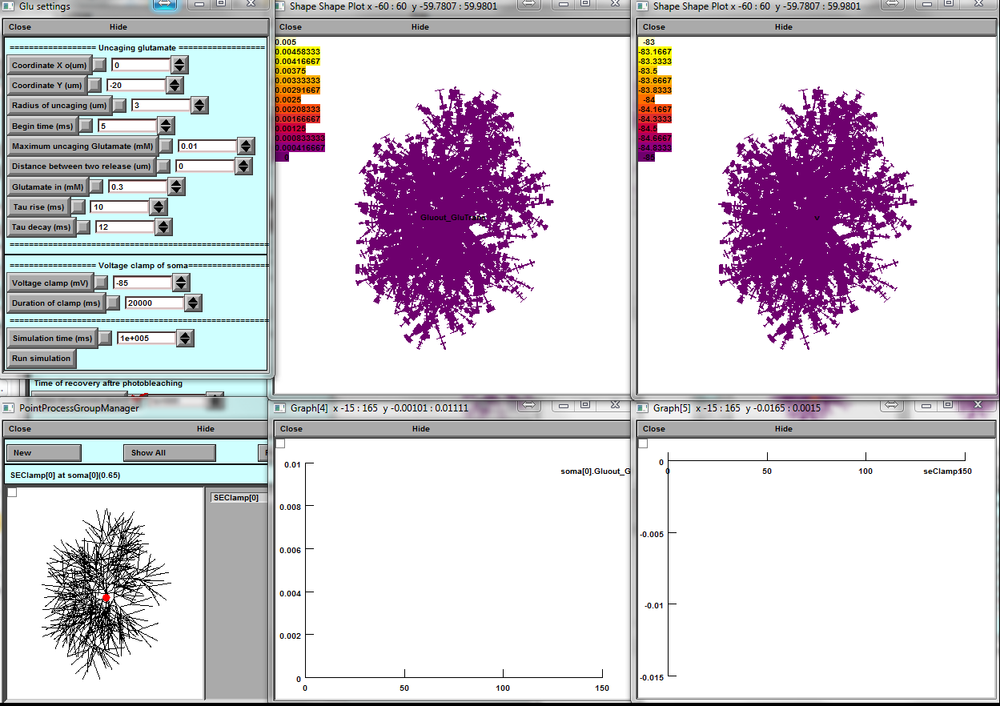 Glu settings
Close Hide
=================== Uncaging glutamate ===================
Coordinate X o(um) 0
Coordinate Y (um) -20
Radius of uncaging (um) 3
Begin time (ms) 5
Maximum uncaging Glutamate (mM) 0.01
Distance between two release (um) 0
Glutamate in (mM) 0.3
Tau rise (ms) 10
Tau decay (ms) 12
=================== Voltage clamp of soma==================
Voltage clamp (mV) -85
Duration of clamp (ms) 20000
Simulation time (ms) 1e+005
Run simulation
Time of recovery aftre photobleaching
Shape Shape Plot x -60 : 60 y -59.7807 : 59.9801
Close Hide
0.005
0.00458333
0.00416667
0.00375
0.00333333
0.00291667
0.0025
0.00208333
0.00166667
0.00125
0.000833333
0.000416667
0
Gluout_GluTrans
Shape Shape Plot x -60 : 60 y -59.7807 : 59.9801
Close Hide
-83
-83.1667
-83.3333
-83.5
-83.6667
-83.8333
-84
-84.1667
-84.3333
-84.5
-84.6667
-84.8333
-85
v
PointProcessGroupManager
Close Hide
New Show All
SEClamp[0] at soma[0](0.65)
SEClamp[0]
Graph[4] x -15 : 165 y -0.00101 : 0.01111
Close Hide
0.01
soma[0].Gluout_G
0.008
0.006
0.004
0.002
0
0 50 100 150
Graph[5] x -15 : 165 y -0.0165 : 0.0015
Close Hide
0
0 50 100 seClamp 150
-0.005
-0.01
-0.015